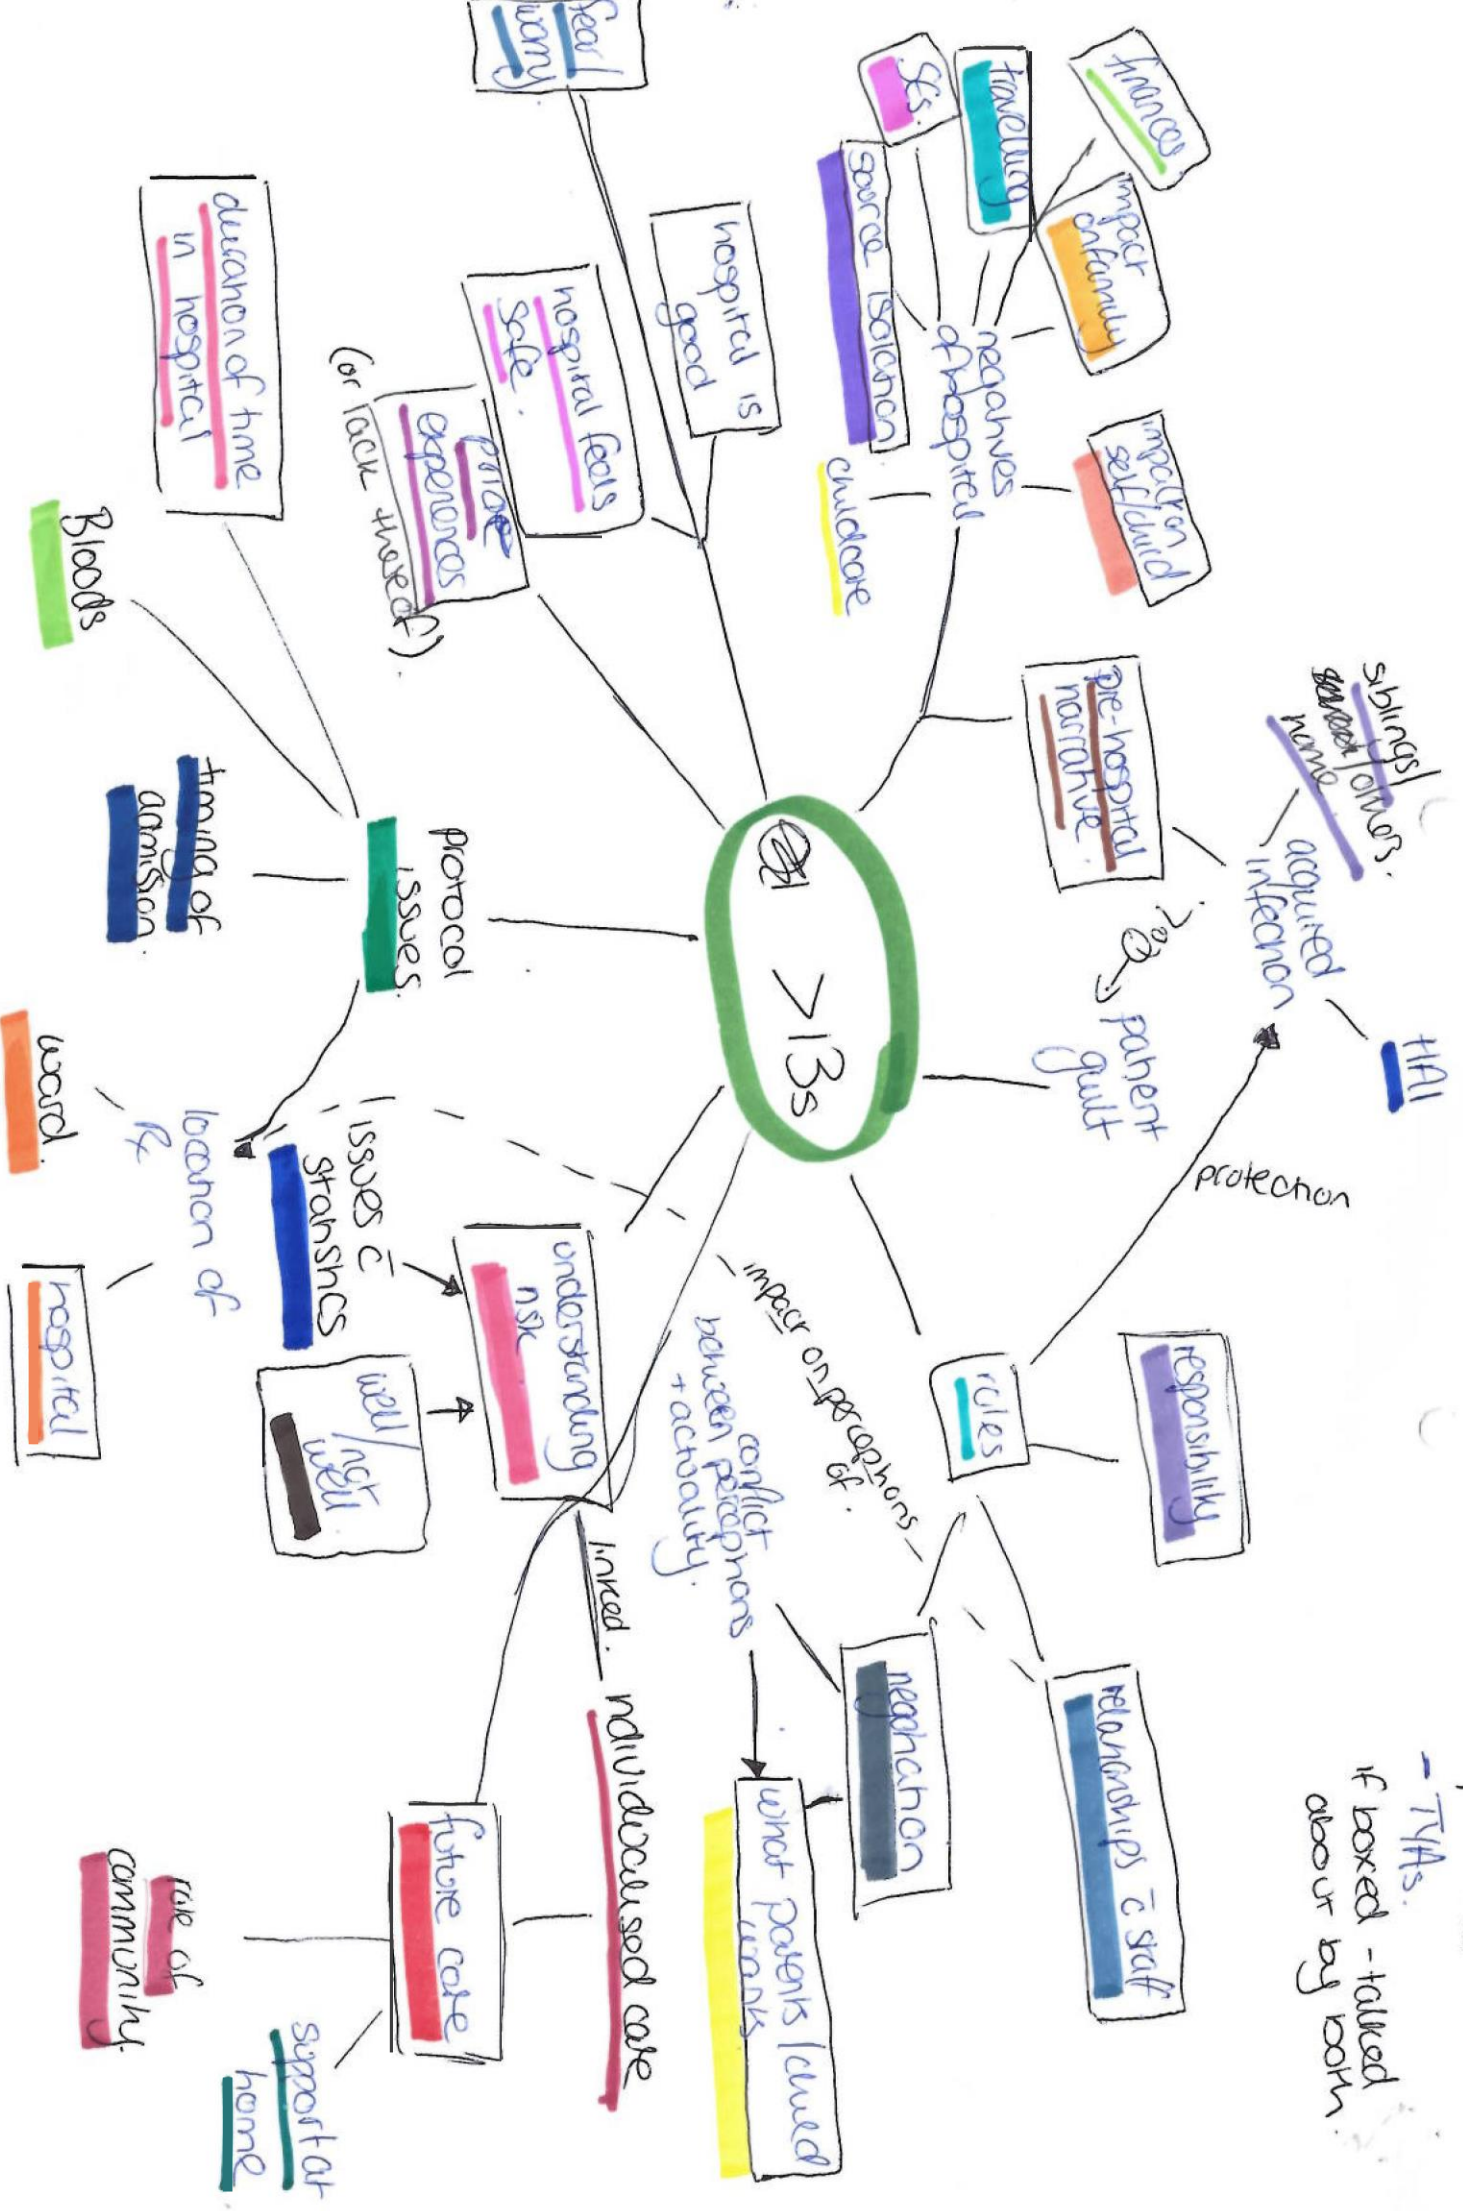 - TYAs.
if boxed - talked
about by both.
HAI
siblings/
/others.
home
acquired
infection
protection
pre-hospital
narrative.
patient
guilt
responsibility
roles
relationships c̄ staff
negotiation
finances
impact
on family
travelling
SES.
source isolation
negatives
of hospital
impact on
self/child
childcare
hospital is
good
fear/
worry
hospital feels
safe.
prior
experiences
(or lack thereof).
duration of time
in hospital
Bloods
>13s
protocol
issues.
timing of
admission.
location of
Rx
ward.
hospital
issues c̄
statistics
understanding
risk
well/
not
well
impact on perceptions
of.
conflict
between perceptions
+ actuality.
what parents/child
wants
linked.
individualised care
future care
role of
community.
support at
home